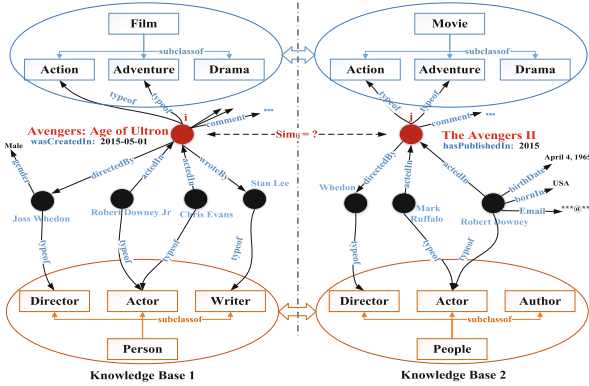 Film
subclassof
Action
Adventure
Drama
typeof
typeof
i
comment
***
Avengers: Age of Ultron
wasCreatedIn: 2015-05-01
Male
gender
directedBy
actedIn
actedIn
wrotedBy
Stan Lee
Joss Whedon
Robert Downey Jr
Chris Evans
typeof
typeof
typeof
typeof
Director
Actor
Writer
subclassof
Person
Knowledge Base 1
Simij = ?
Movie
subclassof
Action
Adventure
Drama
typeof
typeof
j
comment
***
The Avengers II
hasPublishedIn: 2015
April 4, 1965
birthDate
USA
bornIn
Email
***@**
directedBy
actedIn
actedIn
Whedon
Mark
Ruffalo
Robert Downey
typeof
typeof
typeof
Director
Actor
Author
subclassof
People
Knowledge Base 2